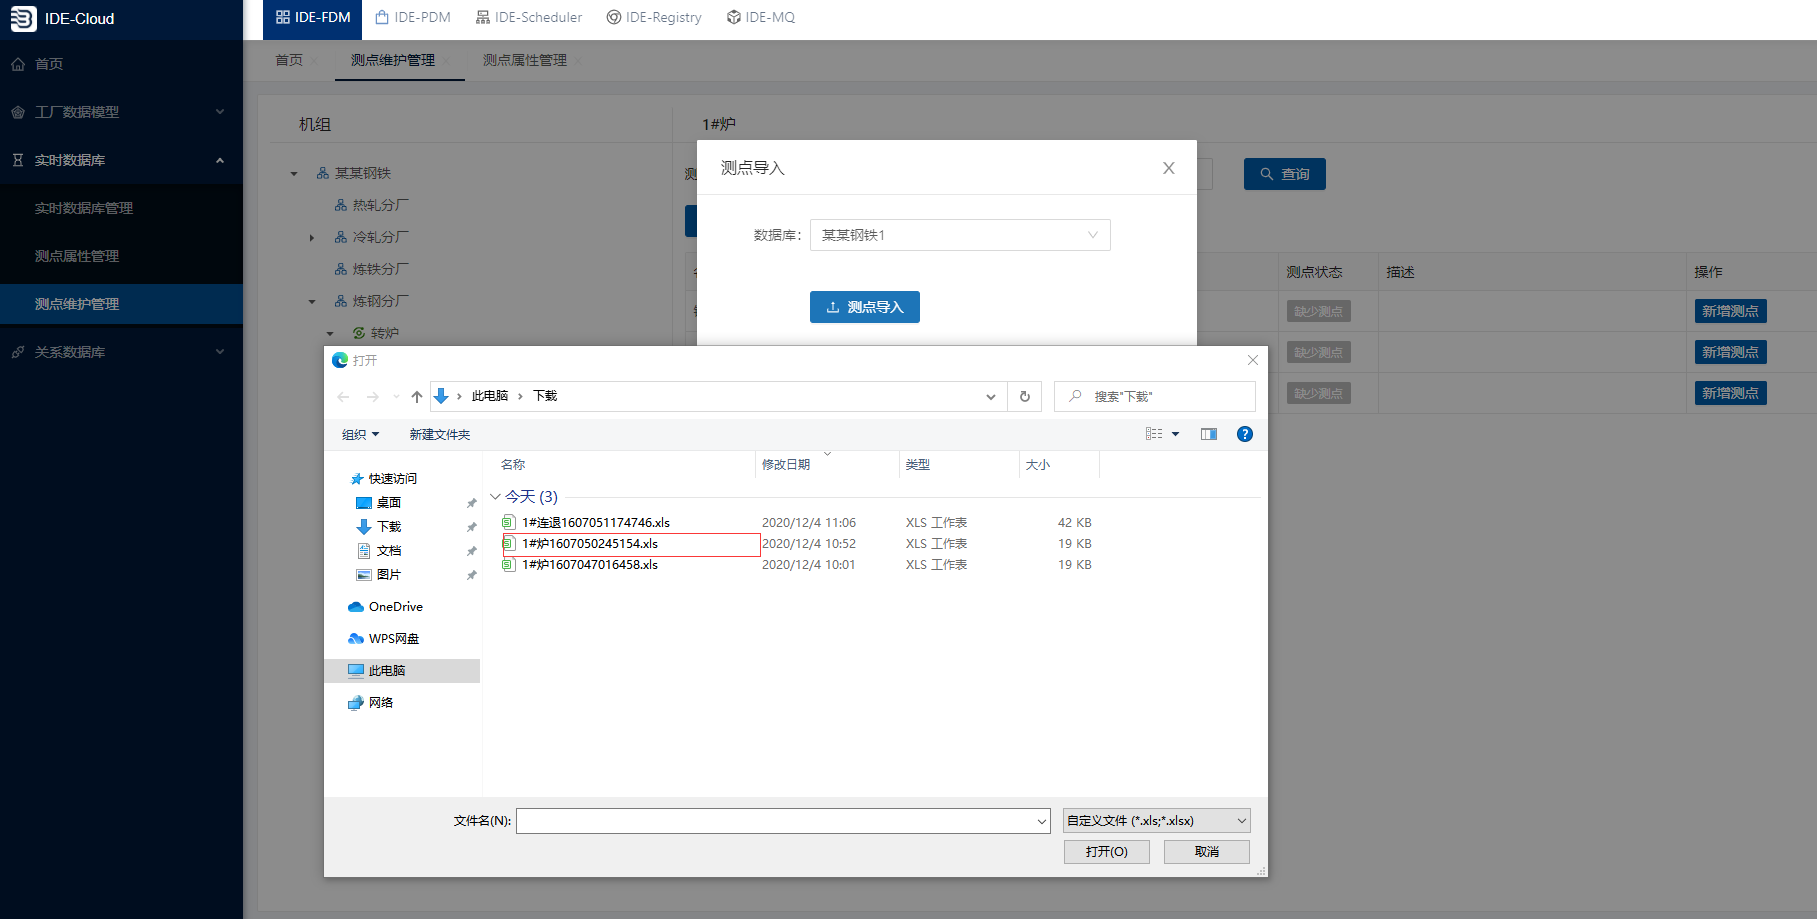 IDE-Cloud
IDE-FDM IDE-PDM IDE-Scheduler IDE-Registry IDE-MQ
首页 测点维护管理 测点属性管理
首页
工厂数据模型
实时数据库
实时数据库管理
测点属性管理
测点维护管理
关系数据库
机组
某某钢铁
热轧分厂
冷轧分厂
炼铁分厂
炼钢分厂
转炉
1#炉
查询
测点状态 描述 操作
缺少测点 新增测点
缺少测点 新增测点
缺少测点 新增测点
测点导入
数据库: 某某钢铁1
测点导入
打开
此电脑 下载
搜索"下载"
组织 新建文件夹
快速访问
桌面
下载
文档
图片
OneDrive
WPS网盘
此电脑
网络
名称 修改日期 类型 大小
今天 (3)
1#连退1607051174746.xls 2020/12/4 11:06 XLS 工作表 42 KB
1#炉1607050245154.xls 2020/12/4 10:52 XLS 工作表 19 KB
1#炉1607047016458.xls 2020/12/4 10:01 XLS 工作表 19 KB
文件名(N): 自定义文件 (*.xls;*.xlsx)
打开(O) 取消